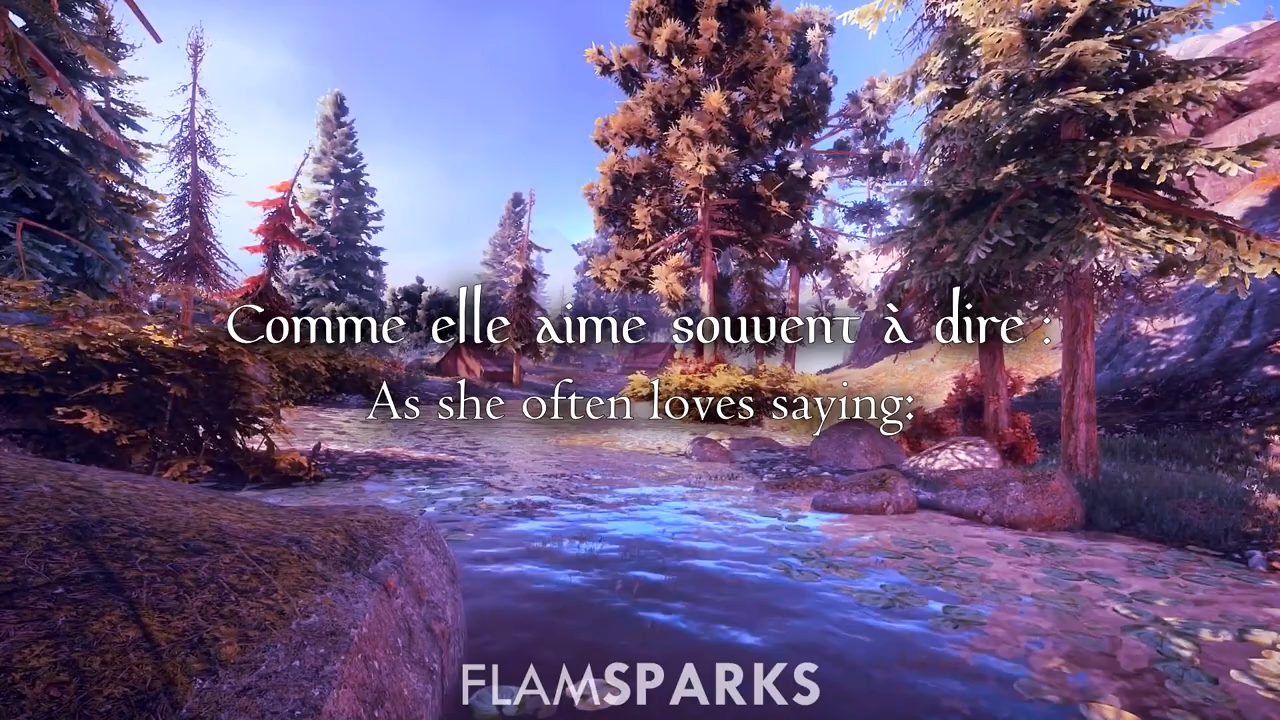 Comme elle aime souvent à dire :
As she often loves saying:
FLAMSPARKS